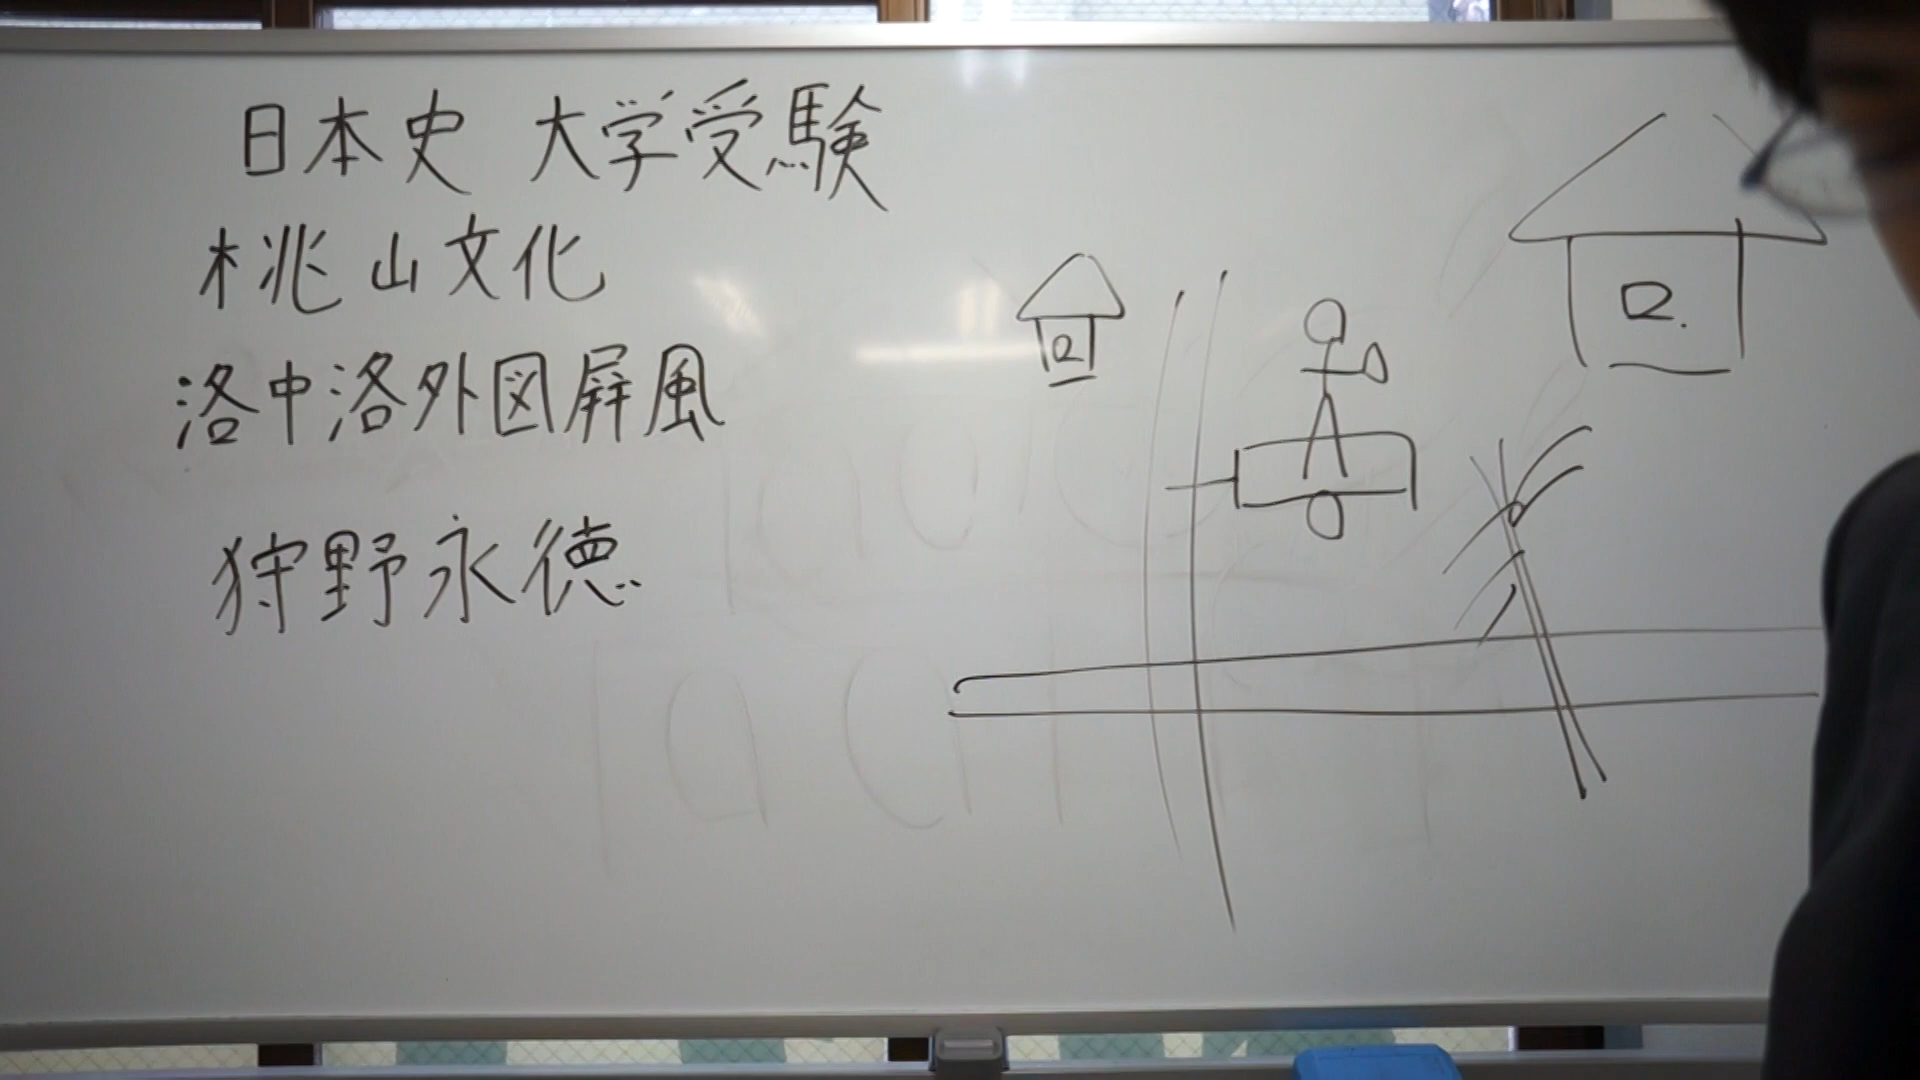 日本史 大学受験
桃山文化
洛中洛外図屏風
狩野永徳